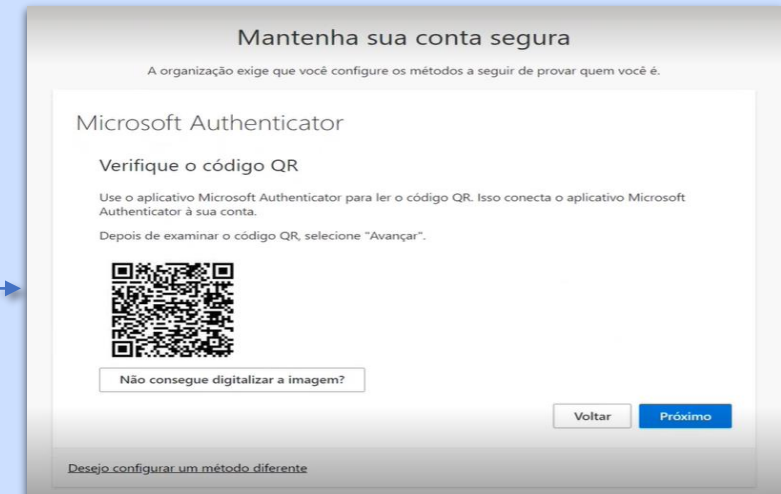 Mantenha sua conta segura
A organização exige que você configure os métodos a seguir de provar quem você é.
Microsoft Authenticator
Verifique o código QR
Use o aplicativo Microsoft Authenticator para ler o código QR. Isso conecta o aplicativo Microsoft
Authenticator à sua conta.
Depois de examinar o código QR, selecione "Avançar".
Não consegue digitalizar a imagem?
Voltar
Próximo
Desejo configurar um método diferente